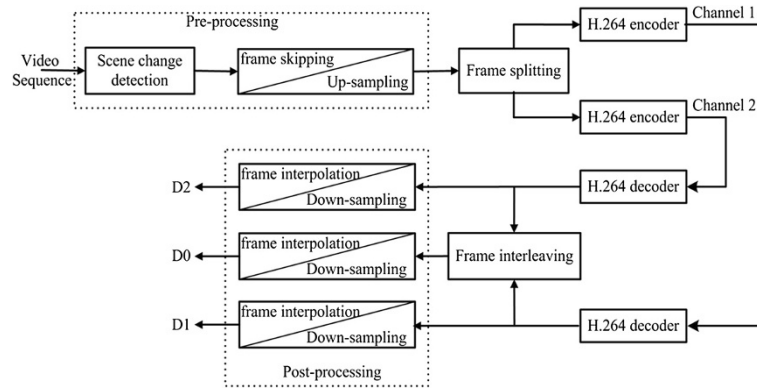 Pre-processing
Video
Sequence
Scene change
detection
frame skipping
Up-sampling
Frame splitting
H.264 encoder
Channel 1
H.264 encoder
Channel 2
D2
frame interpolation
Down-sampling
H.264 decoder
D0
frame interpolation
Down-sampling
Frame interleaving
D1
frame interpolation
Down-sampling
H.264 decoder
Post-processing